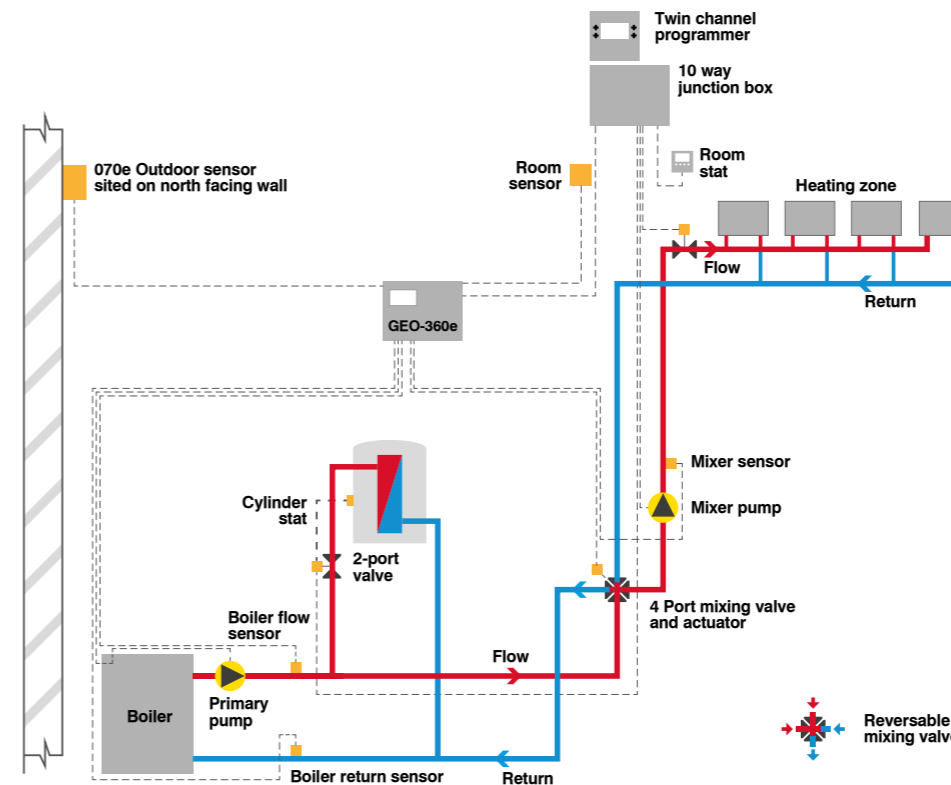 Twin channel
programmer
10 way
junction box
070e Outdoor sensor
sited on north facing wall
Room
sensor
Room
stat
Heating zone
Flow
Return
GEO-360e
Mixer sensor
Mixer pump
Cylinder
stat
2-port
valve
4 Port mixing valve
and actuator
Boiler flow
sensor
Flow
Boiler
Primary
pump
Reversable
mixing valv
Boiler return sensor
Return